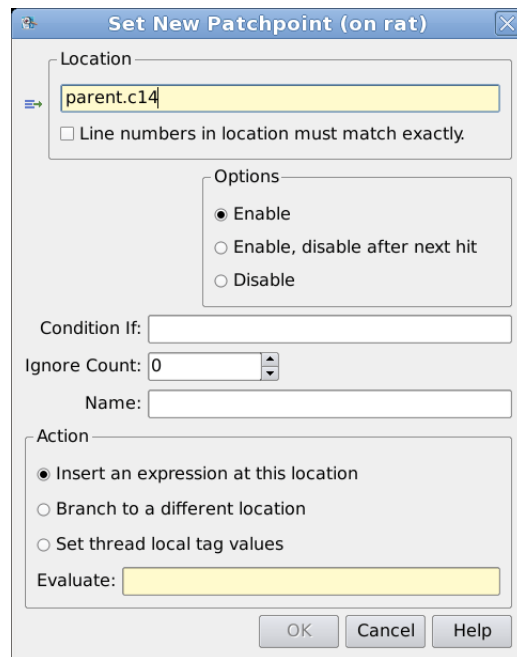 Set New Patchpoint (on rat)
Location
parent.c14
Line numbers in location must match exactly.
Options
Enable
Enable, disable after next hit
Disable
Condition If:
Ignore Count: 0
Name:
Action
Insert an expression at this location
Branch to a different location
Set thread local tag values
Evaluate:
OK Cancel Help